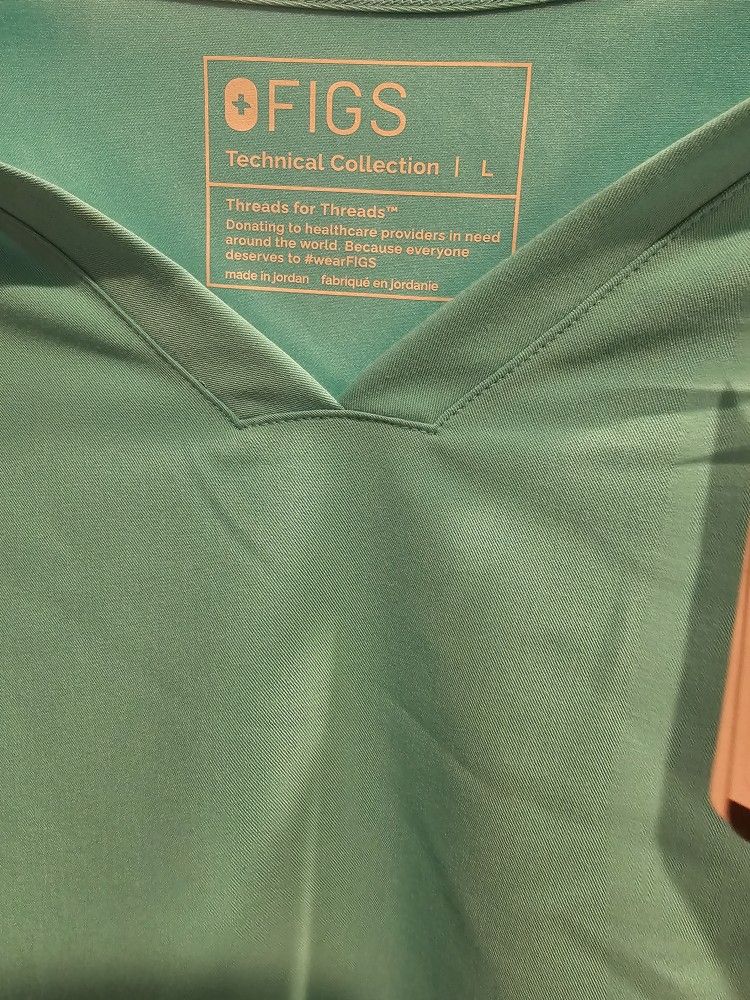 FIGS
Technical Collection | L
Threads for Threads™
Donating to healthcare providers in need
around the world. Because everyone
deserves to #wearFIGS
made in jordan fabriqué en jordanie